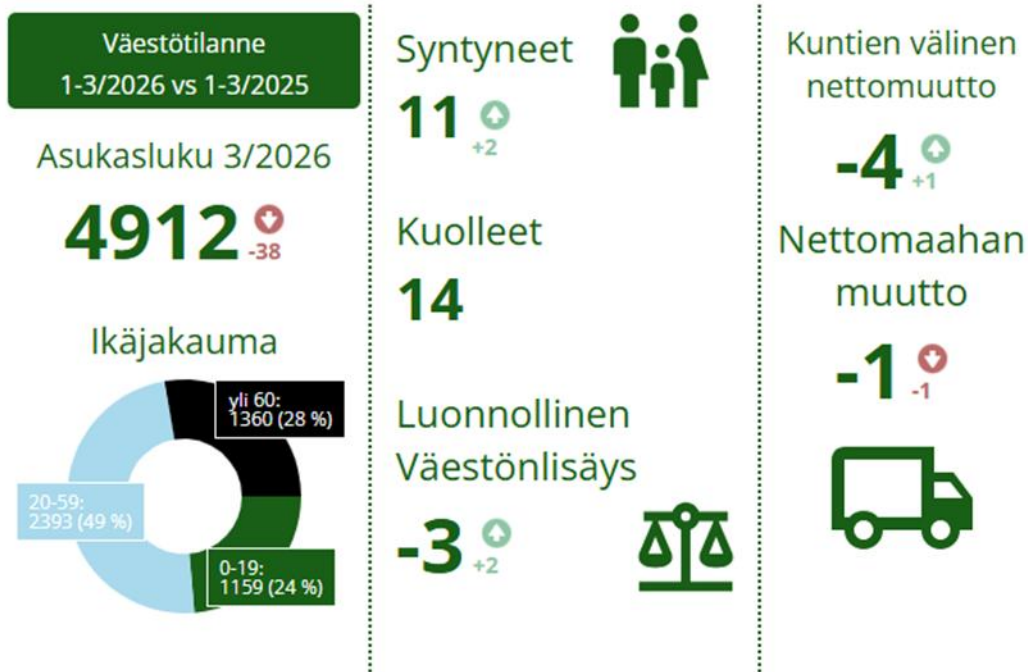 Väestötilanne
1-3/2026 vs 1-3/2025
Asukasluku 3/2026
4912
-38
Ikäjakauma
yli 60:
1360 (28 %)
20-59:
2393 (49 %)
0-19:
1159 (24 %)
Syntyneet
11
+2
Kuolleet
14
Luonnollinen
Väestönlisäys
-3
+2
Kuntien välinen
nettomuutto
-4
+1
Nettomaahan
muutto
-1
-1